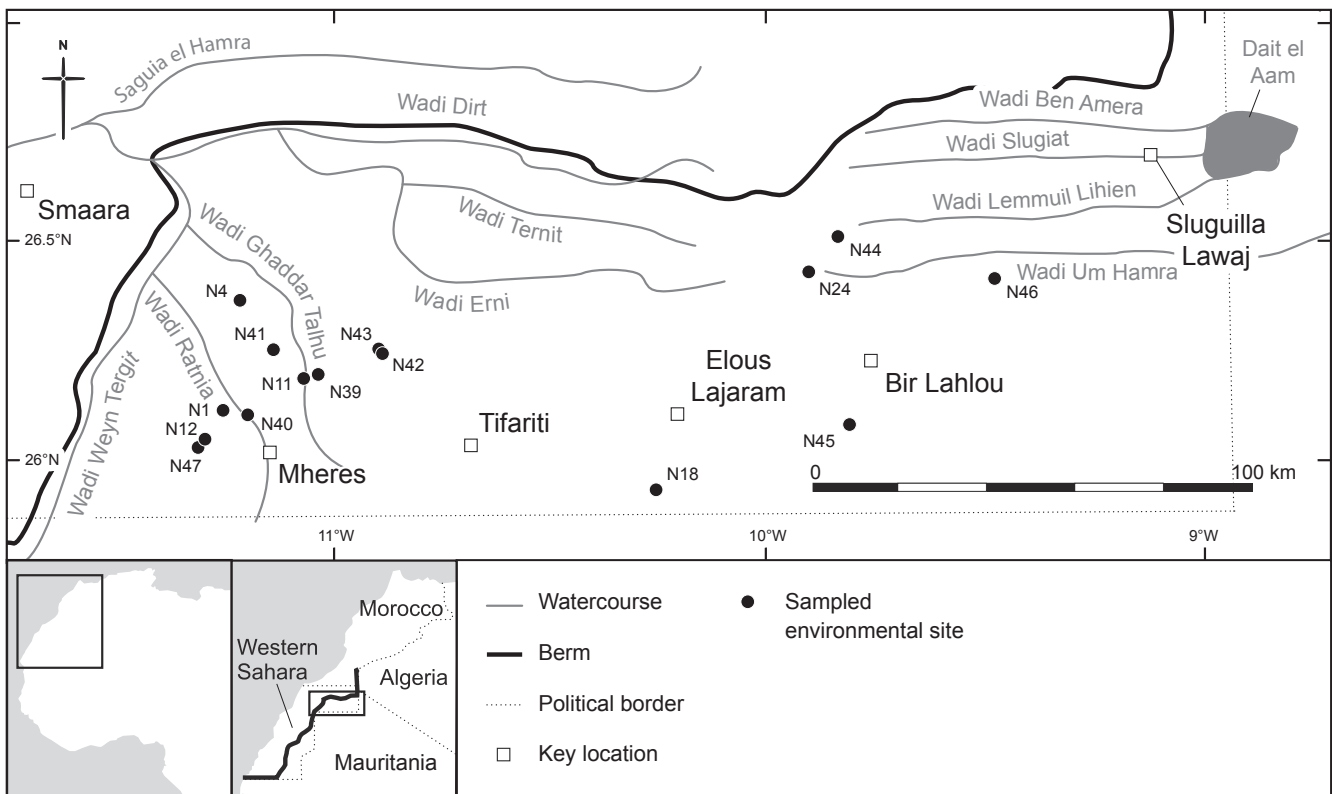 N
Saguia el Hamra
Wadi Dirt
Dait el
Aam
Wadi Ben Amera
Wadi Slugiat
Smaara
Wadi Lemmuil Lihien
Wadi Ternit
Wadi Ghaddar Talhu
Sluguilla
Lawaj
26.5°N
N44
N24
Wadi Um Hamra
N46
Wadi Erni
N4
Wadi Ratnia
N41
N43
N42
N11
N39
Elous
Lajaram
Bir Lahlou
Wadi Weyn Tergit
N1
N40
N12
N47
Tifariti
N45
26°N
Mheres
N18
0
100 km
11°W
10°W
9°W
Morocco
Western
Sahara
Algeria
Mauritania
Watercourse
Berm
Political border
Key location
Sampled
environmental site